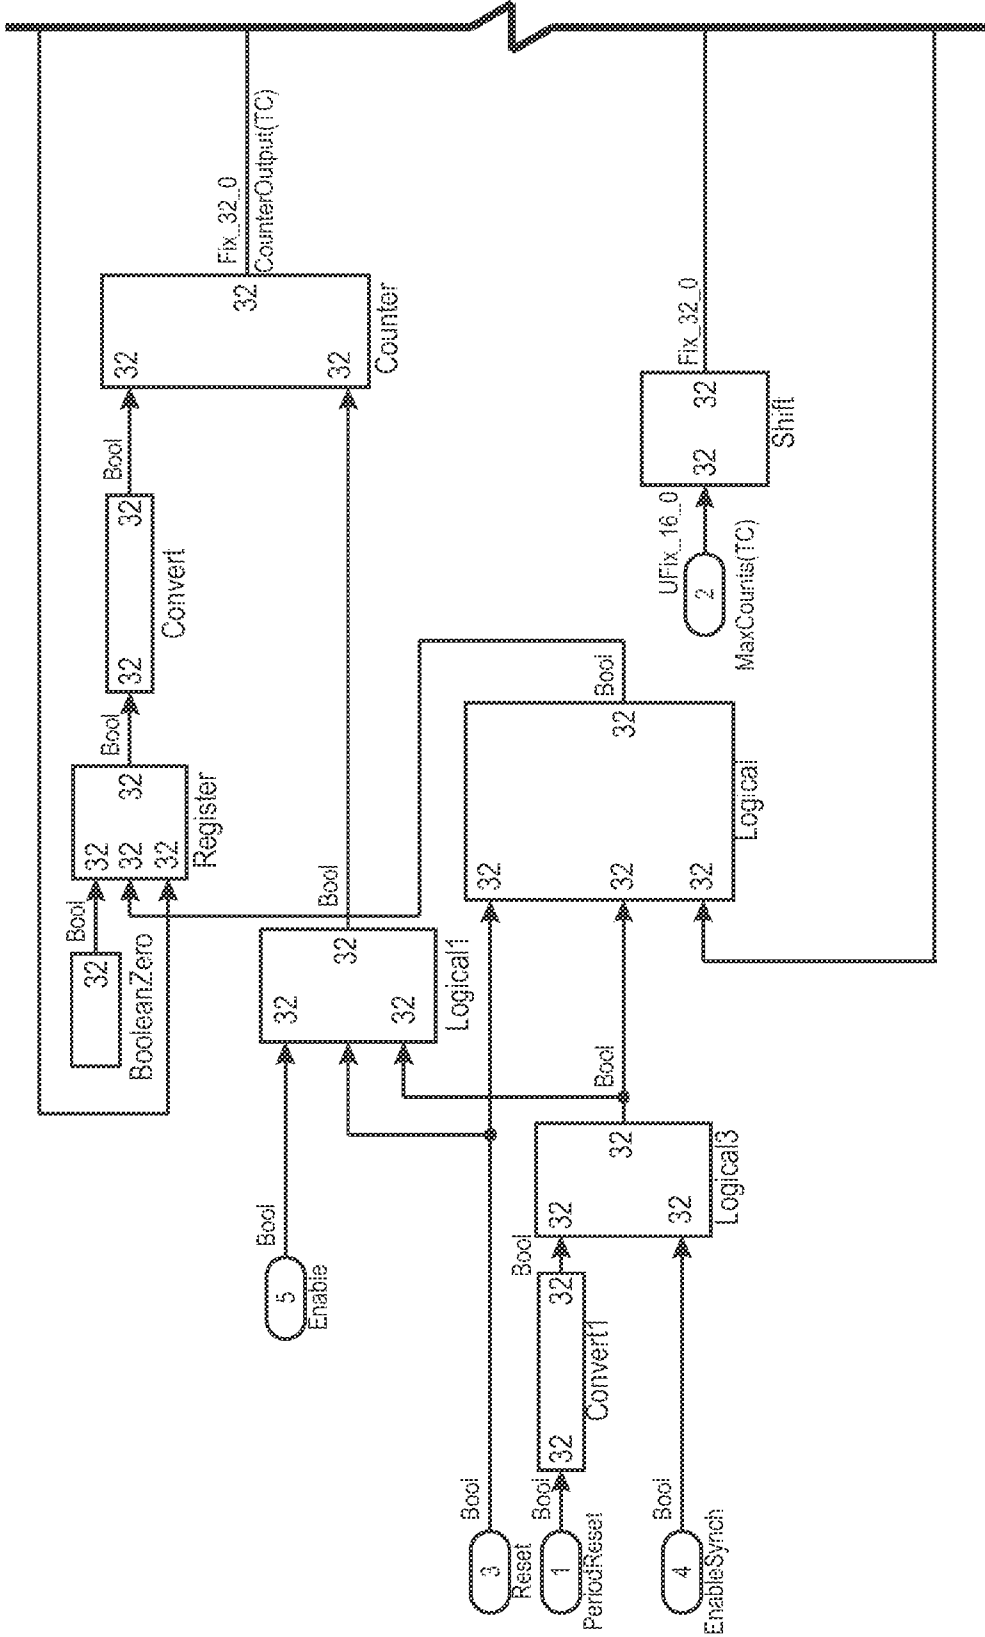 Fix_32_0
CounterOutput(TC)
32
32
32
Counter
Bool
32
32
Convert
Bool
32
32
32
32
Register
Bool
32
BooleanZero
Bool
32
32
32
Logical1
Bool
5
Enable
Fix_32_0
32
32
Shift
UFix_16_0
2
MaxCounts(TC)
Bool
32
32
32
32
Logical
Bool
32
32
32
Logical3
Bool
32
32
Convert1
Bool
3
Reset
Bool
1
PeriodReset
Bool
4
EnableSynch